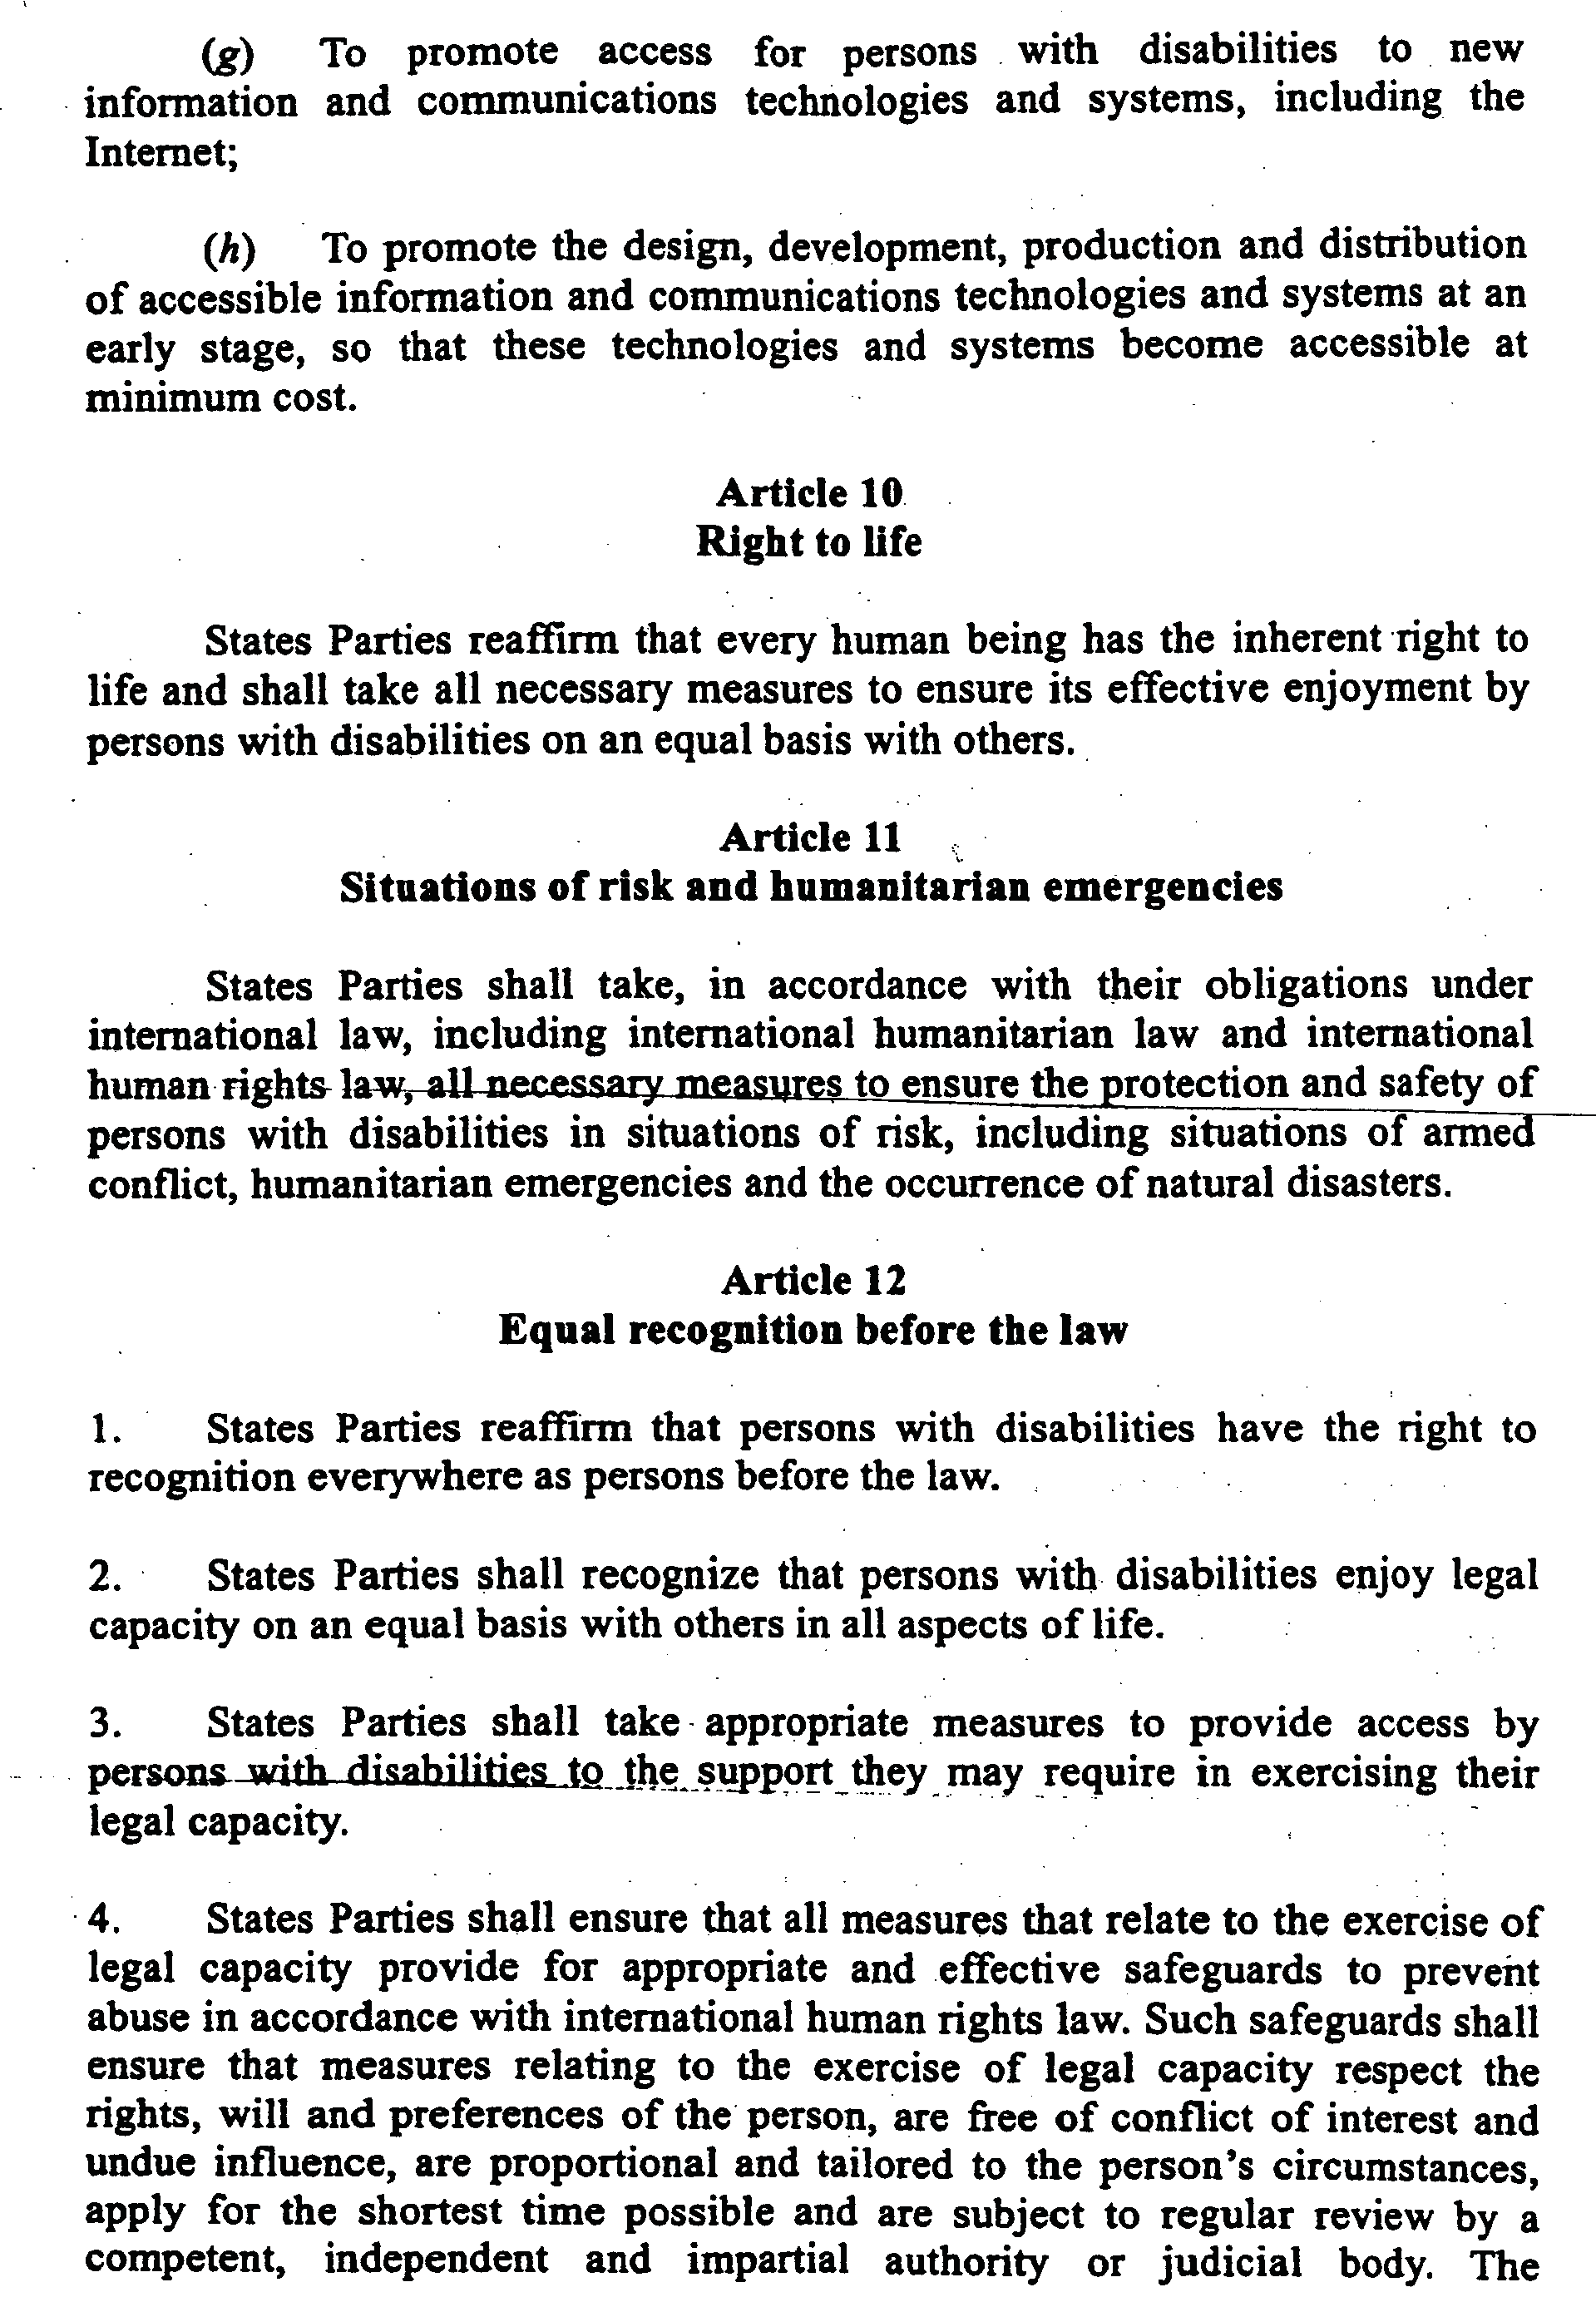 (g) To promote access for persons with disabilities to new
information and communications technologies and systems, including the
Internet;
(h) To promote the design, development, production and distribution
of accessible information and communications technologies and systems at an
early stage, so that these technologies and systems become accessible at
minimum cost.
Article 10
Right to life
States Parties reaffirm that every human being has the inherent right to
life and shall take all necessary measures to ensure its effective enjoyment by
persons with disabilities on an equal basis with others.
Article 11
Situations of risk and humanitarian emergencies
States Parties shall take, in accordance with their obligations under
international law, including international humanitarian law and international
human rights law, all necessary measures to ensure the protection and safety of
persons with disabilities in situations of risk, including situations of armed
conflict, humanitarian emergencies and the occurrence of natural disasters.
Article 12
Equal recognition before the law
1. States Parties reaffirm that persons with disabilities have the right to
recognition everywhere as persons before the law.
2. States Parties shall recognize that persons with disabilities enjoy legal
capacity on an equal basis with others in all aspects of life.
3. States Parties shall take appropriate measures to provide access by
persons with disabilities to the support they may require in exercising their
legal capacity.
4. States Parties shall ensure that all measures that relate to the exercise of
legal capacity provide for appropriate and effective safeguards to prevent
abuse in accordance with international human rights law. Such safeguards shall
ensure that measures relating to the exercise of legal capacity respect the
rights, will and preferences of the person, are free of conflict of interest and
undue influence, are proportional and tailored to the person's circumstances,
apply for the shortest time possible and are subject to regular review by a
competent, independent and impartial authority or judicial body. The